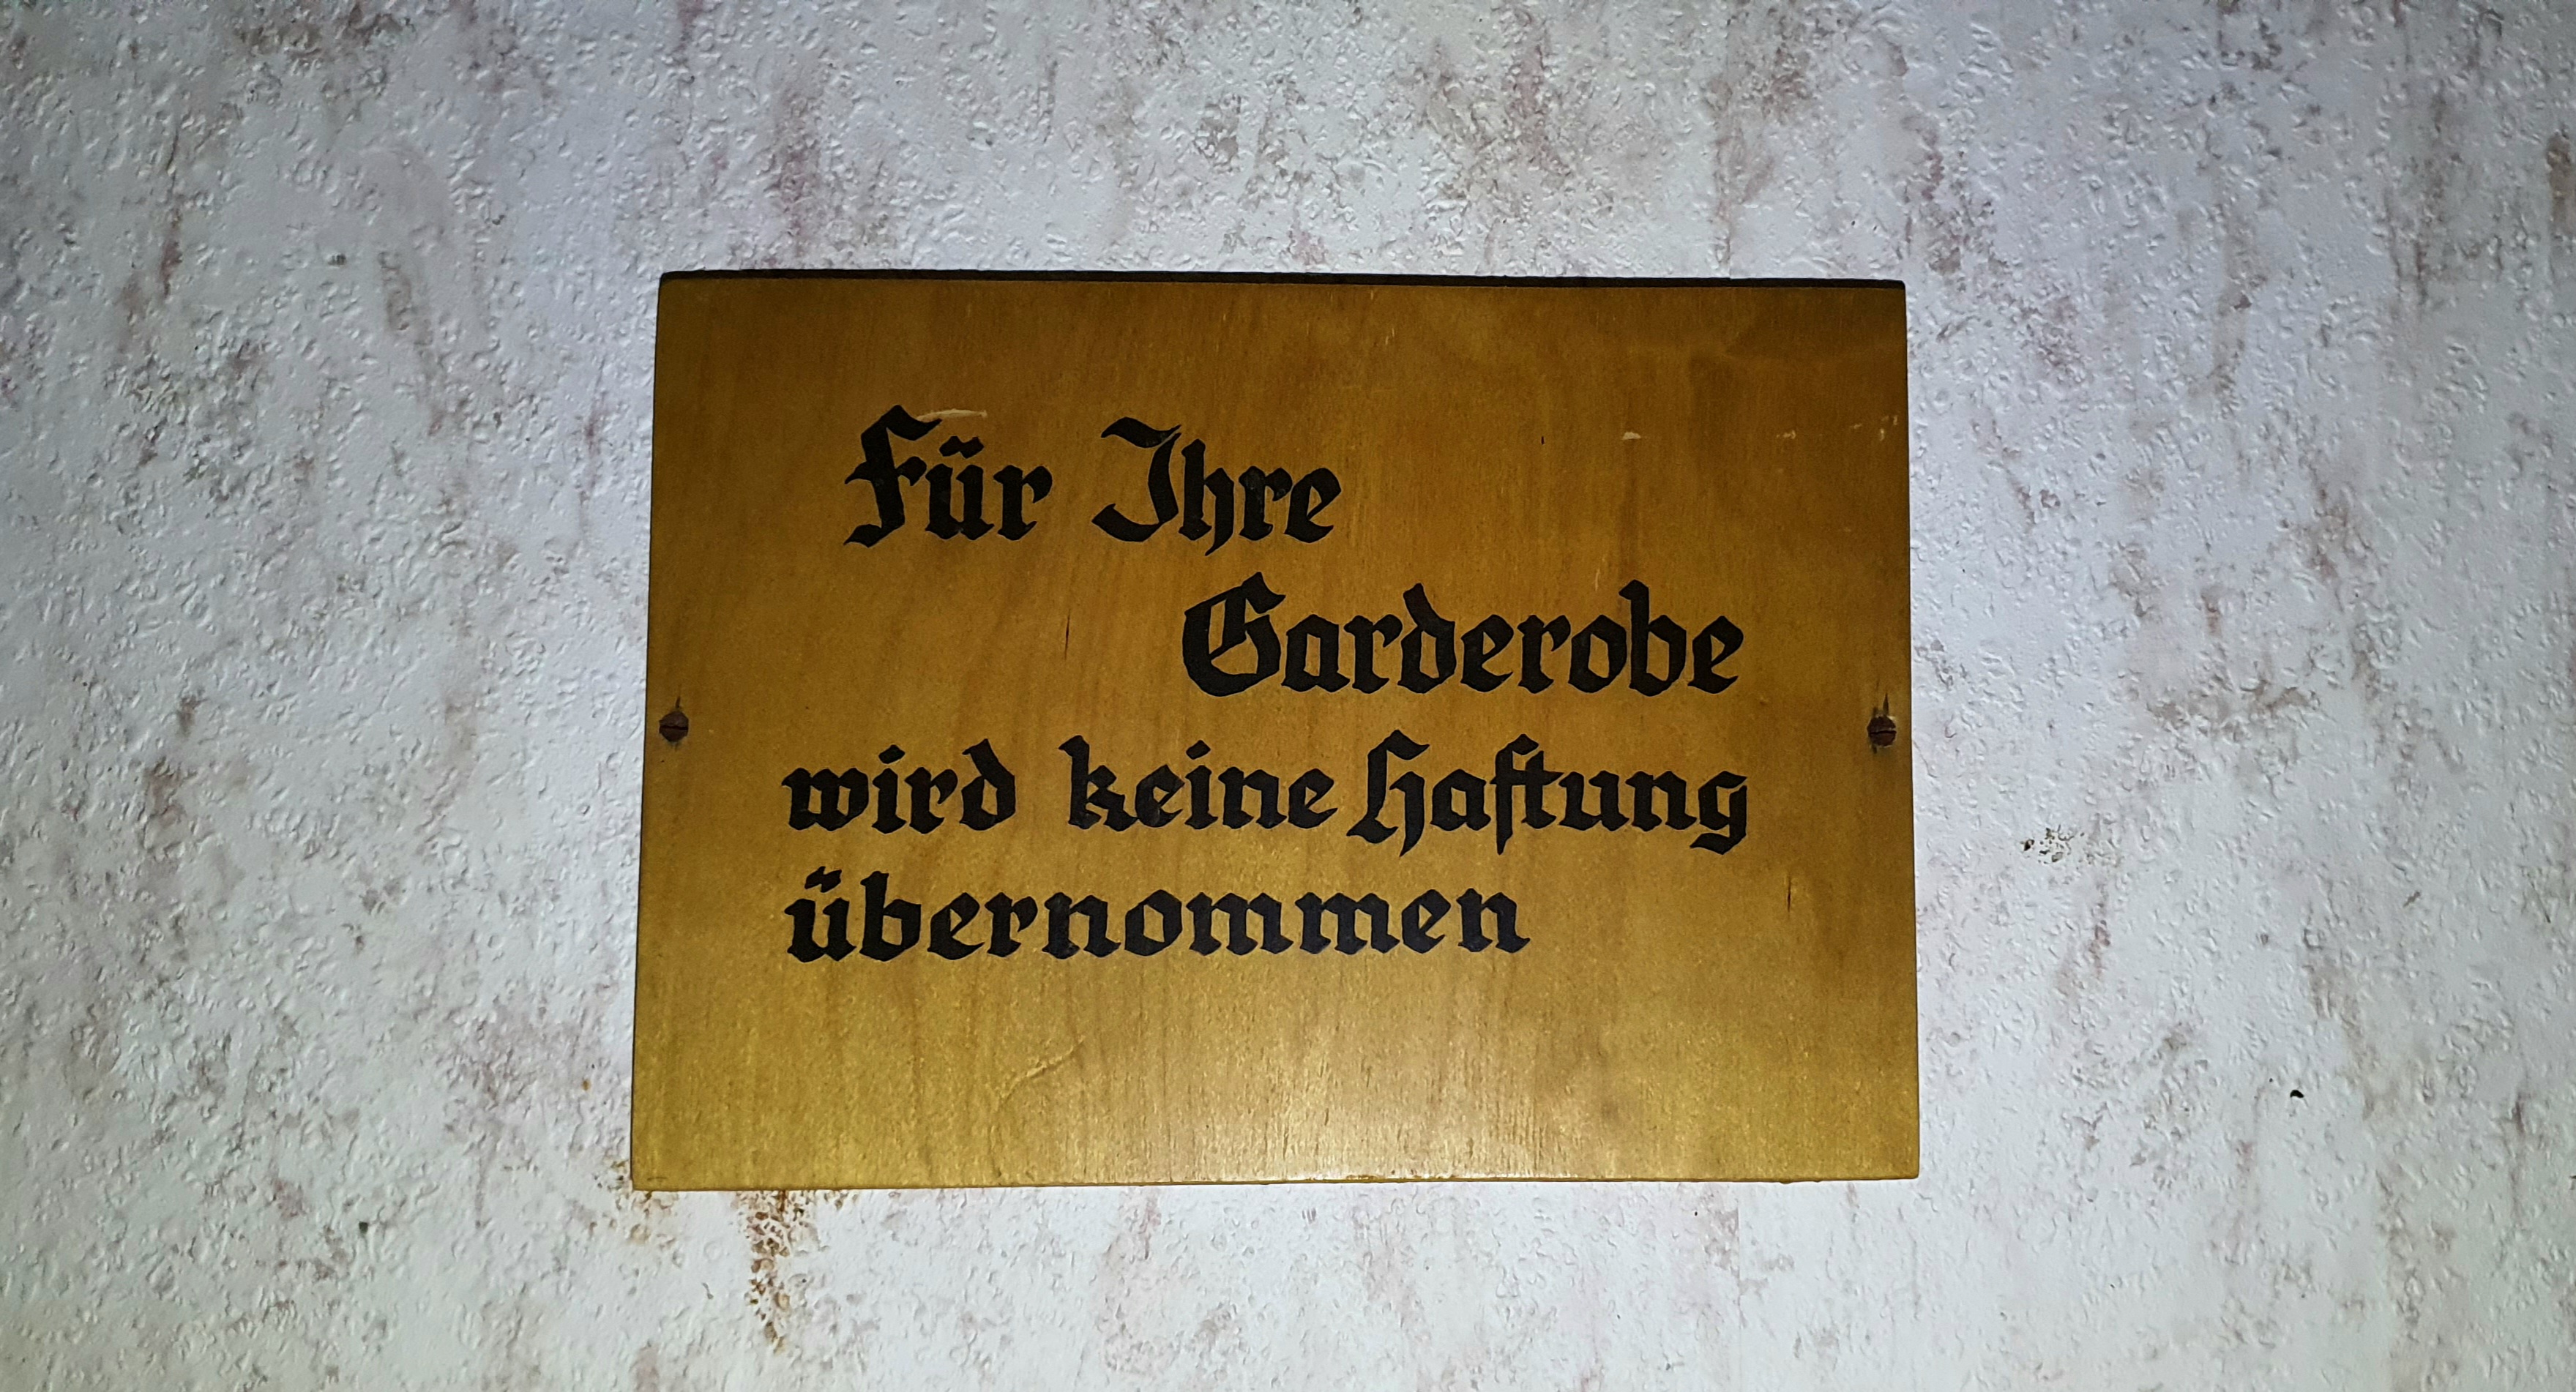 Für Ihre
Garderobe
wird keine Haftung
übernommen